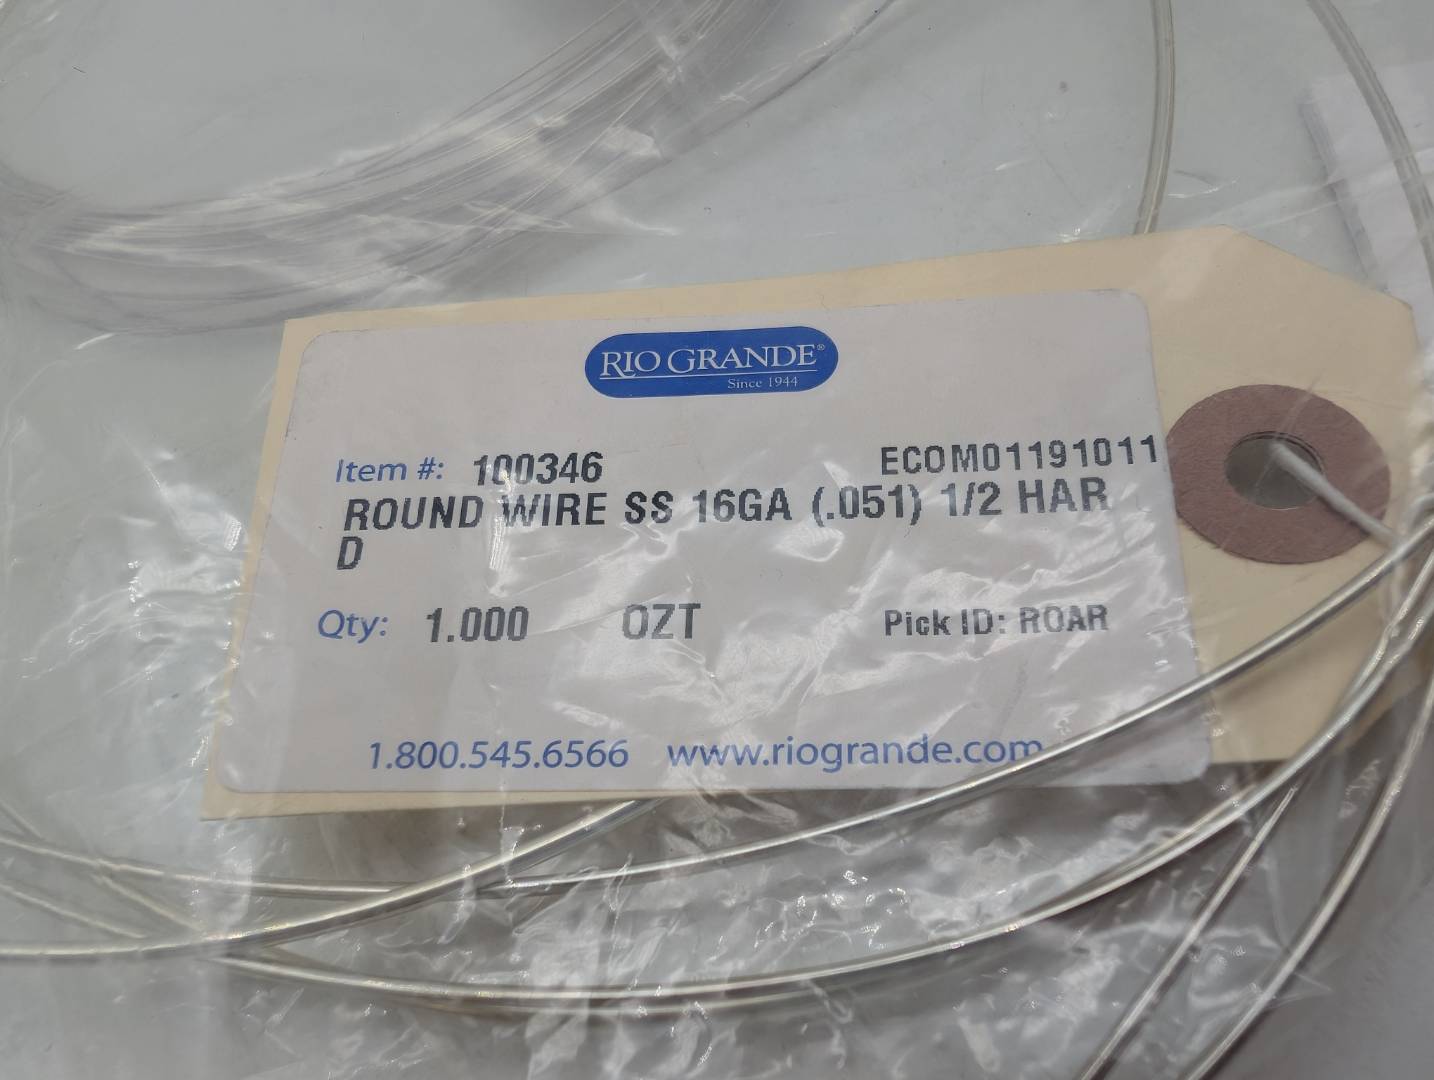 RIO GRANDE®
Since 1944
Item #: 100346 ECOM01191011
ROUND WIRE SS 16GA (.051) 1/2 HAR
D
Qty: 1.000 OZT Pick ID: ROAR
1.800.545.6566 www.riogrande.com